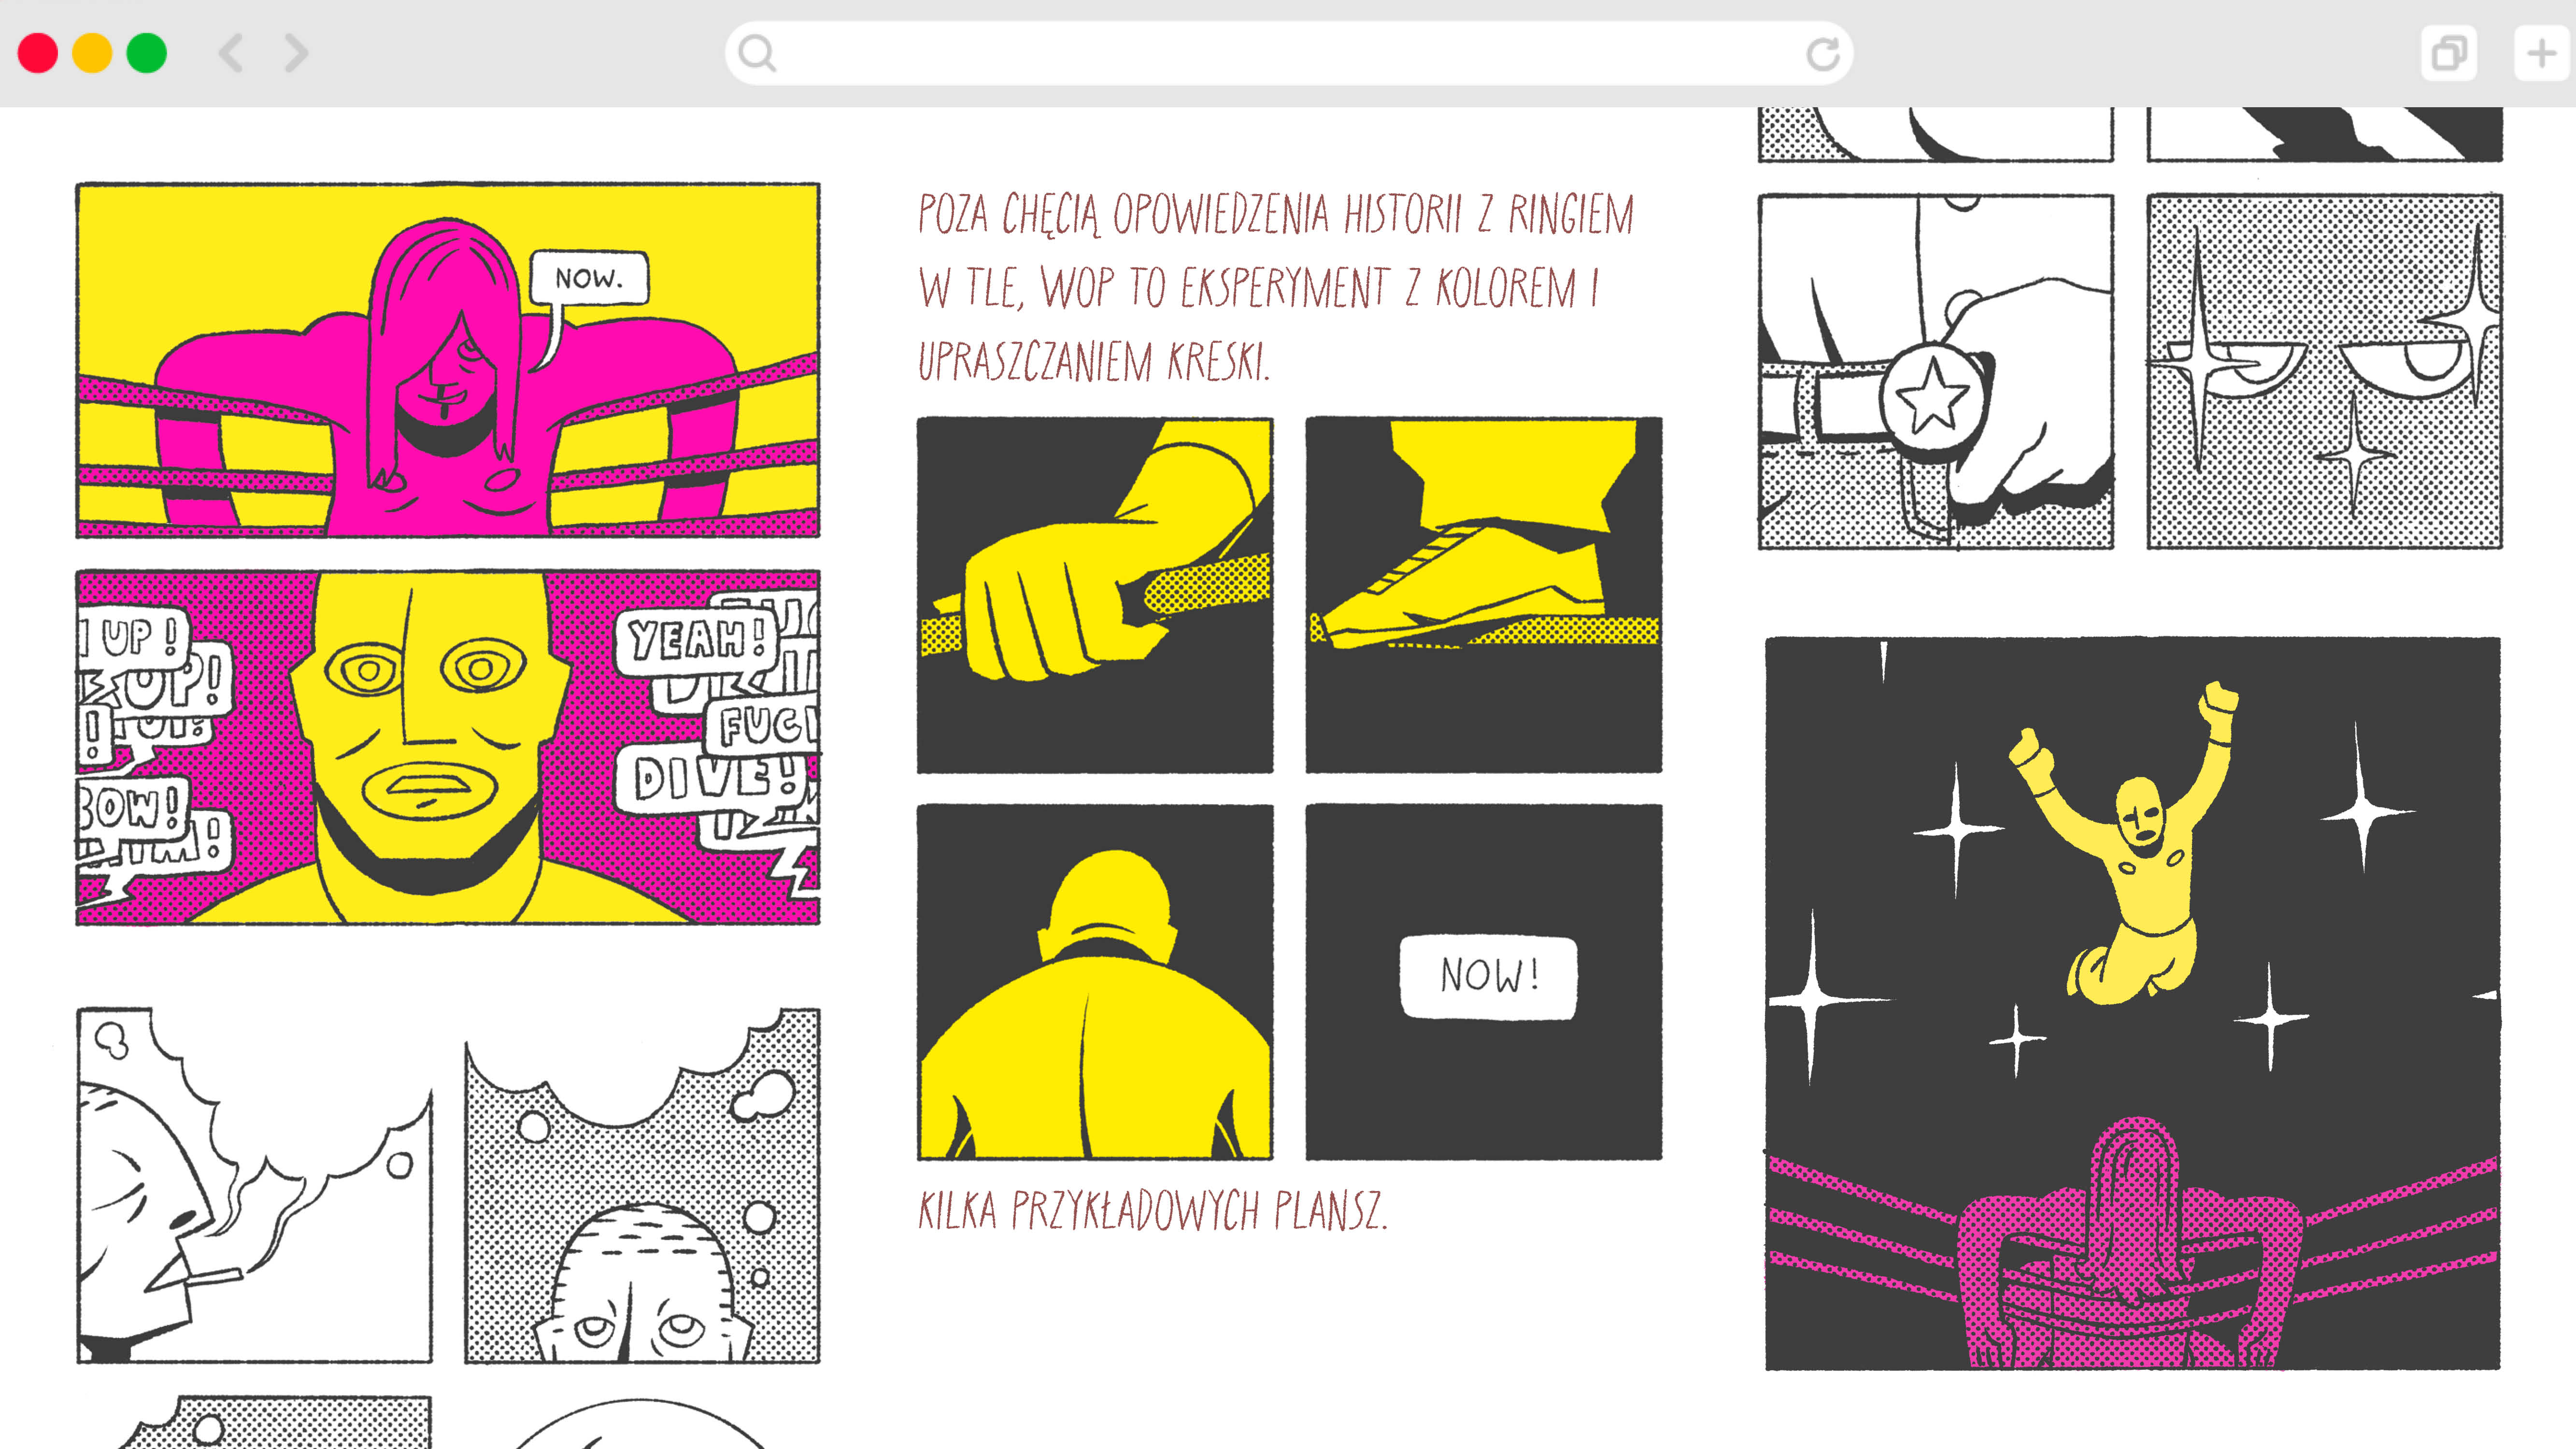 NOW.
UP!
UP!
BOW!
YEAH!
DIVE!
POZA CHĘCIĄ OPOWIEDZENIA HISTORII Z RINGIEM
W TLE, WOP TO EKSPERYMENT Z KOLOREM I
UPRASZCZANIEM KRESKI.
NOW!
KILKA PRZYKŁADOWYCH PLANSZ.